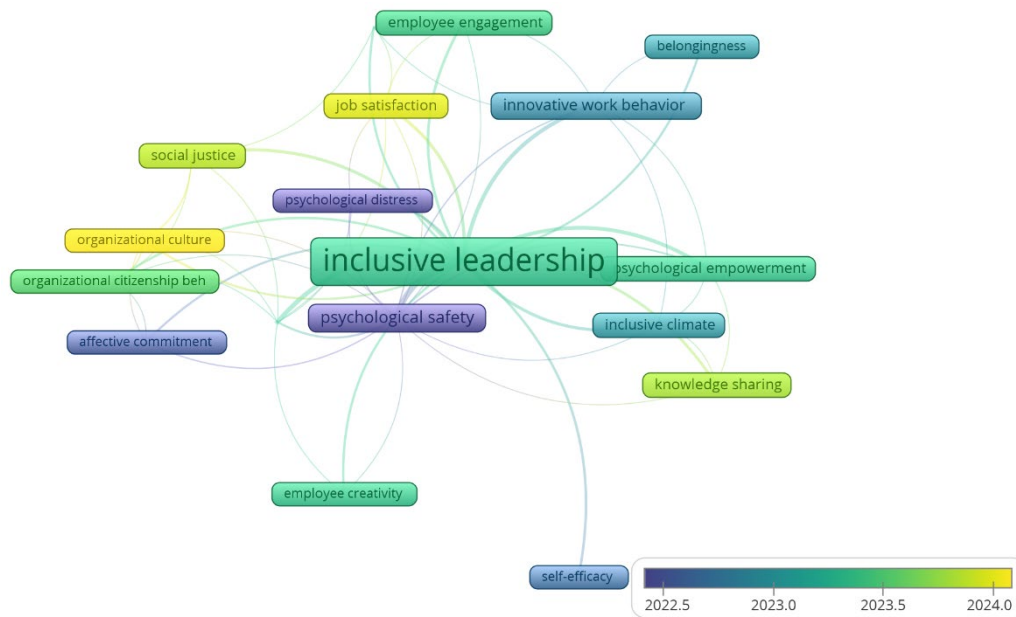 employee engagement
belongingness
job satisfaction
innovative work behavior
social justice
psychological distress
organizational culture
inclusive leadership
psychological empowerment
organizational citizenship beh
psychological safety
inclusive climate
affective commitment
knowledge sharing
employee creativity
self-efficacy
2022.5 2023.0 2023.5 2024.0